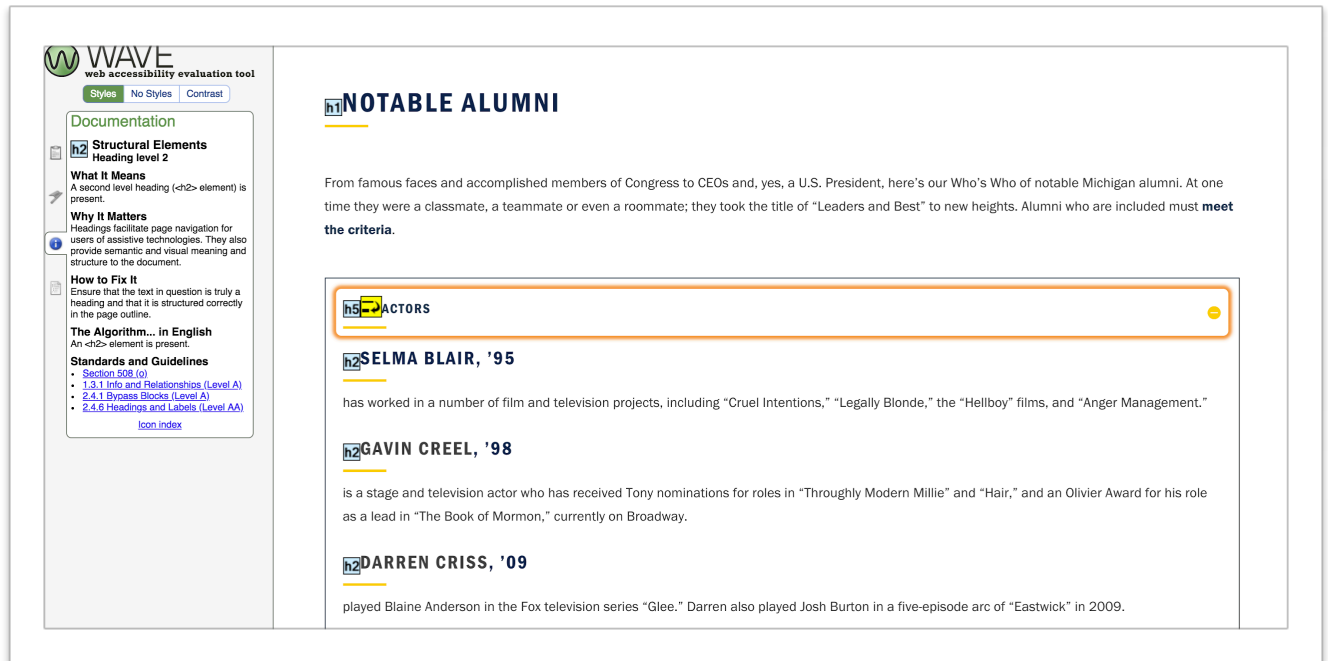 WAVE
web accessibility evaluation tool
Styles No Styles Contrast
Documentation
h2 Structural Elements
Heading level 2
What It Means
A second level heading (<h2> element) is
present.
Why It Matters
Headings facilitate page navigation for
users of assistive technologies. They also
provide semantic and visual meaning and
structure to the document.
How to Fix It
Ensure that the text in question is truly a
heading and that it is structured correctly
in the page outline.
The Algorithm... in English
An <h2> element is present.
Standards and Guidelines
• Section 508 (o)
• 1.3.1 Info and Relationships (Level A)
• 2.4.1 Bypass Blocks (Level A)
• 2.4.6 Headings and Labels (Level AA)
Icon index
h1 NOTABLE ALUMNI
From famous faces and accomplished members of Congress to CEOs and, yes, a U.S. President, here’s our Who’s Who of notable Michigan alumni. At one
time they were a classmate, a teammate or even a roommate; they took the title of “Leaders and Best” to new heights. Alumni who are included must meet
the criteria.
h5 ACTORS
h2 SELMA BLAIR, ’95
has worked in a number of film and television projects, including “Cruel Intentions,” “Legally Blonde,” the “Hellboy” films, and “Anger Management.”
h2 GAVIN CREEL, ’98
is a stage and television actor who has received Tony nominations for roles in “Throughly Modern Millie” and “Hair,” and an Olivier Award for his role
as a lead in “The Book of Mormon,” currently on Broadway.
h2 DARREN CRISS, ’09
played Blaine Anderson in the Fox television series “Glee.” Darren also played Josh Burton in a five-episode arc of “Eastwick” in 2009.